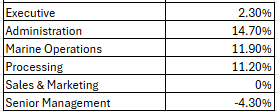 Executive 2.30%
Administration 14.70%
Marine Operations 11.90%
Processing 11.20%
Sales & Marketing 0%
Senior Management -4.30%